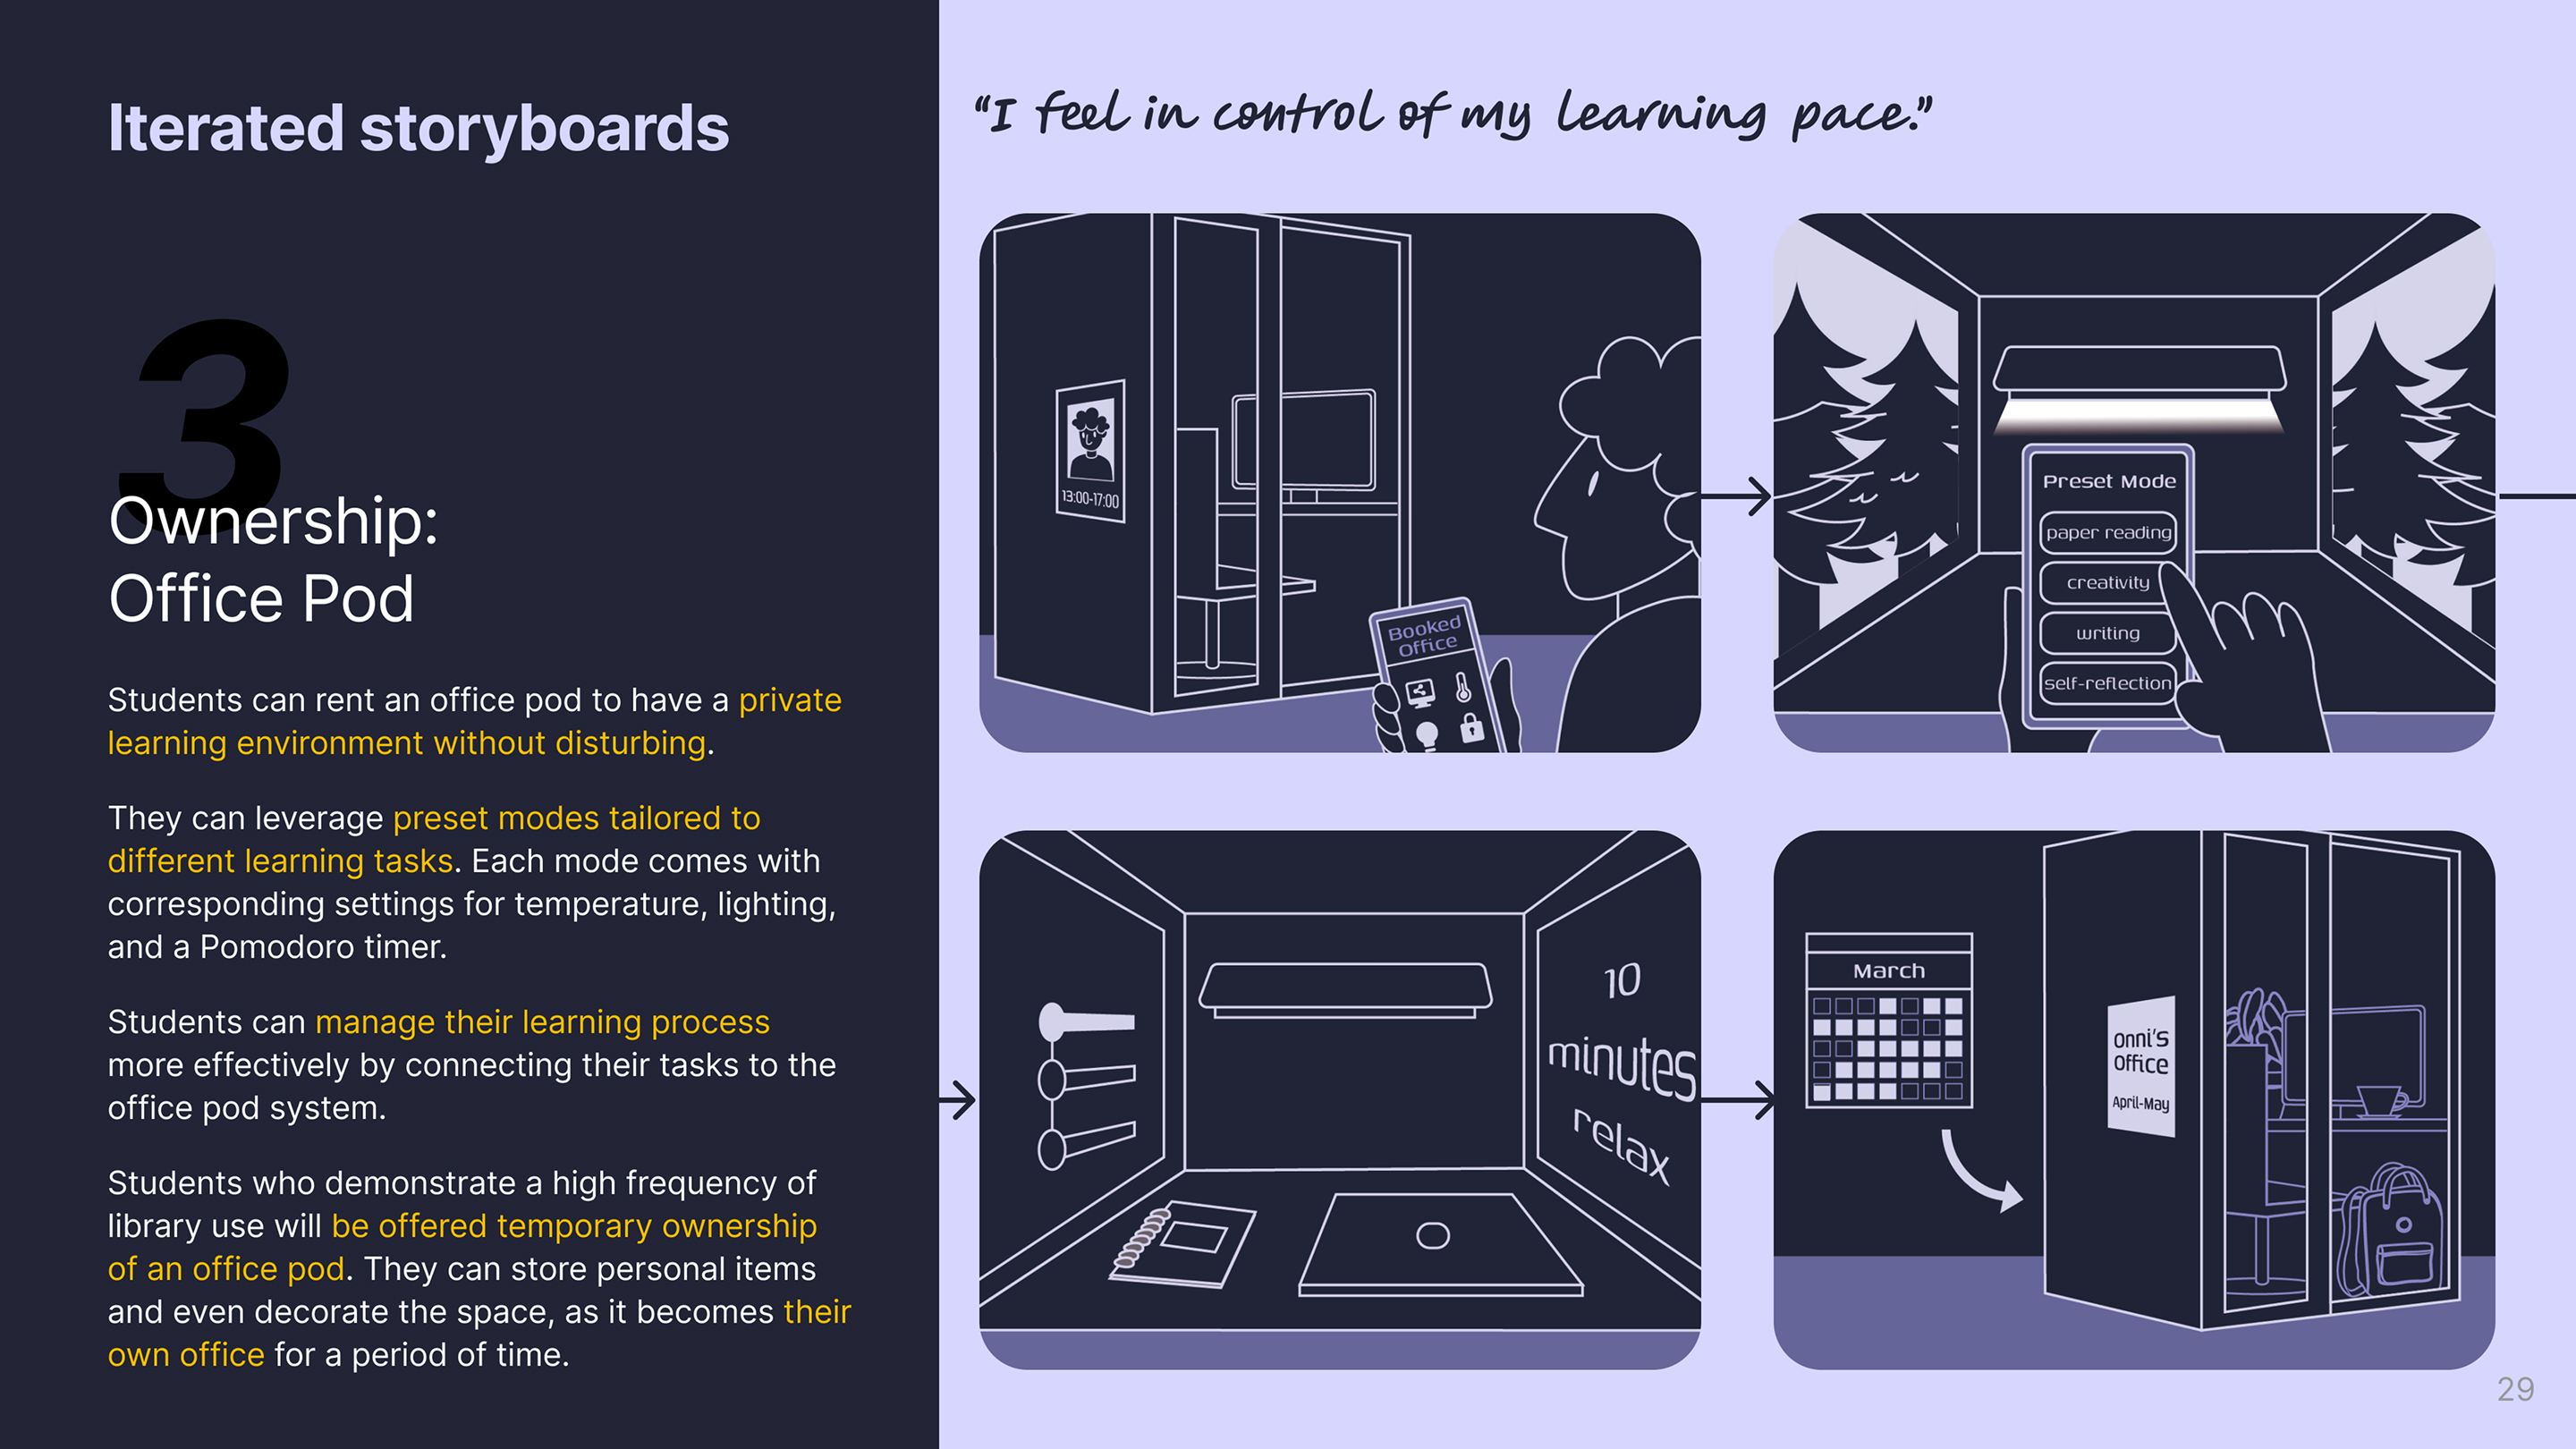 Iterated storyboards
3
Ownership:
Office Pod
Students can rent an office pod to have a private
learning environment without disturbing.
They can leverage preset modes tailored to
different learning tasks. Each mode comes with
corresponding settings for temperature, lighting,
and a Pomodoro timer.
Students can manage their learning process
more effectively by connecting their tasks to the
office pod system.
Students who demonstrate a high frequency of
library use will be offered temporary ownership
of an office pod. They can store personal items
and even decorate the space, as it becomes their
own office for a period of time.
“I feel in control of my learning pace.”
13:00-17:00
Booked
Office
Preset Mode
paper reading
creativity
writing
self-reflection
10
minutes
relax
March
Onni's
Office
April-May
29